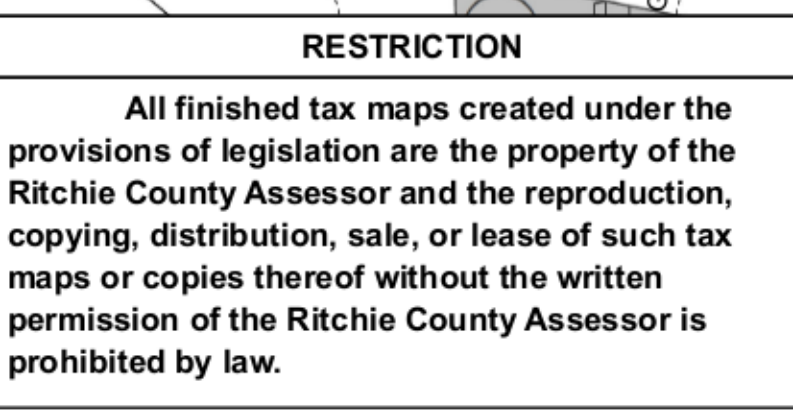 RESTRICTION
All finished tax maps created under the
provisions of legislation are the property of the
Ritchie County Assessor and the reproduction,
copying, distribution, sale, or lease of such tax
maps or copies thereof without the written
permission of the Ritchie County Assessor is
prohibited by law.